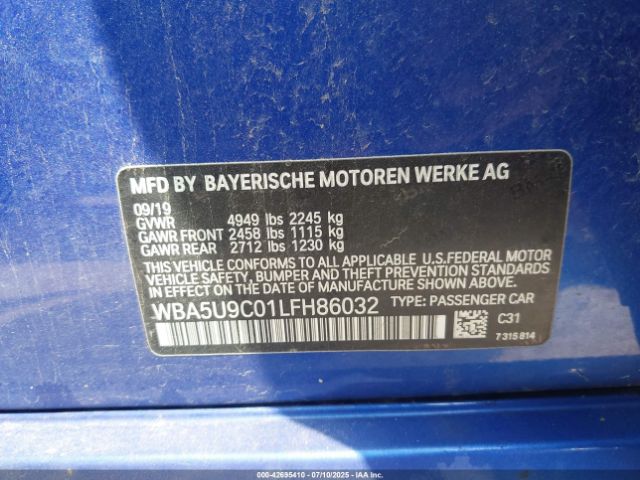 MFD BY BAYERISCHE MOTOREN WERKE AG
09/19
GVWR 4949 lbs 2245 kg
GAWR FRONT 2458 lbs 1115 kg
GAWR REAR 2712 lbs 1230 kg
THIS VEHICLE CONFORMS TO ALL APPLICABLE U.S.FEDERAL MOTOR
VEHICLE SAFETY, BUMPER AND THEFT PREVENTION STANDARDS
IN EFFECT ON THE DATE OF MANUFACTURE SHOWN ABOVE.
WBA5U9C01LFH86032 TYPE: PASSENGER CAR
C31
7315814
000-42695410 - 07/10/2025 - IAAI.COM